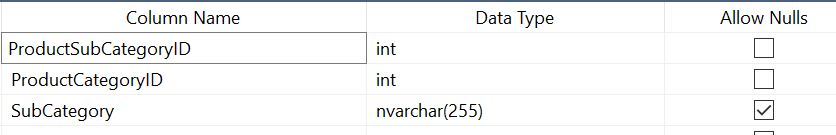 Column Name Data Type Allow Nulls
ProductSubCategoryID int
ProductCategoryID int
SubCategory nvarchar(255)